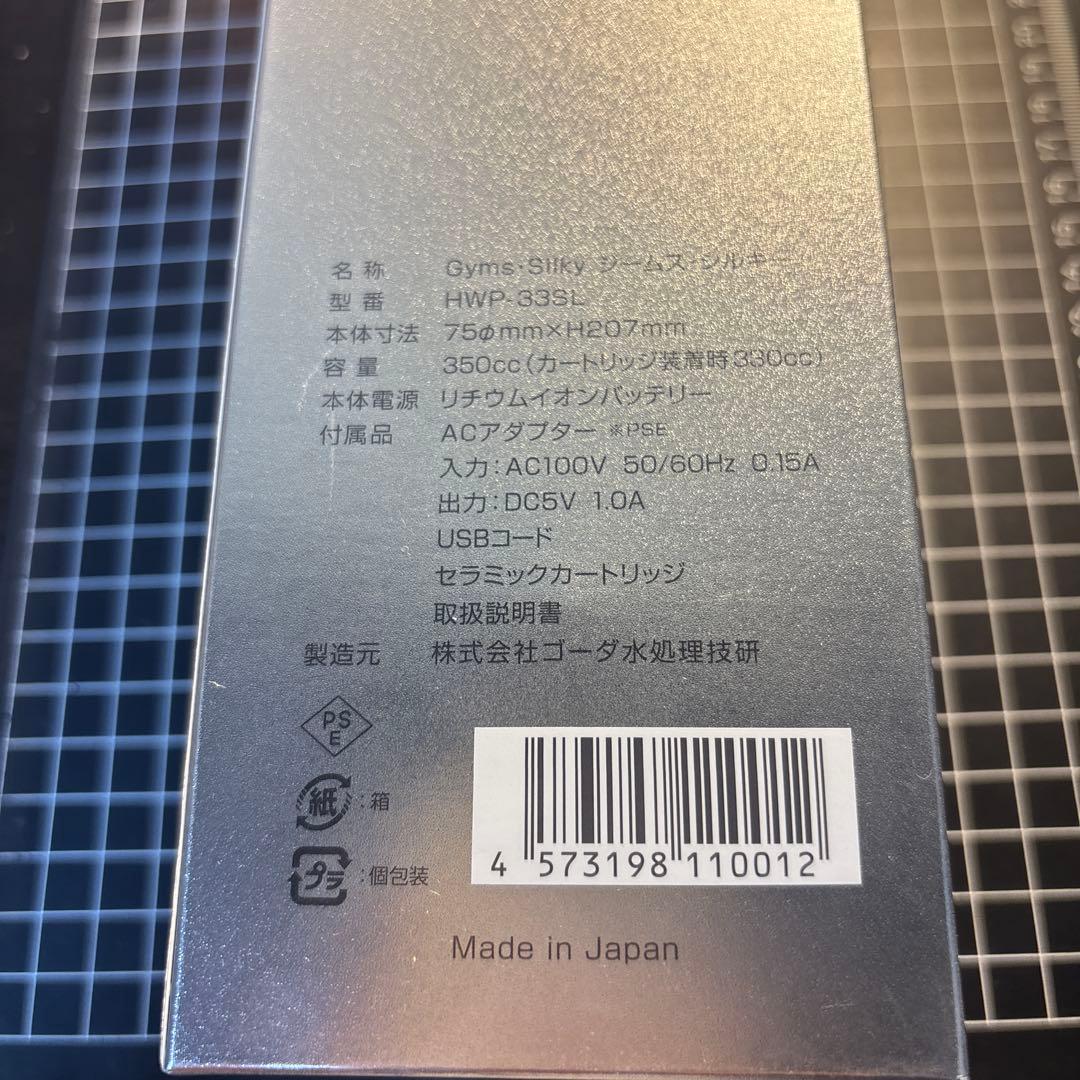 名称 Gyms・Silky ジームス・シルキー
型番 HWP-33SL
本体寸法 75φmm×H207mm
容量 350cc(カートリッジ装着時330cc)
本体電源 リチウムイオンバッテリー
付属品 ACアダプター ※PSE
入力:AC100V 50/60Hz 0.15A
出力:DC5V 1.0A
USBコード
セラミックカートリッジ
取扱説明書
製造元 株式会社ゴーダ水処理技研
PS
E
紙:箱
プラ:個包装
4 573198 110012
Made in Japan